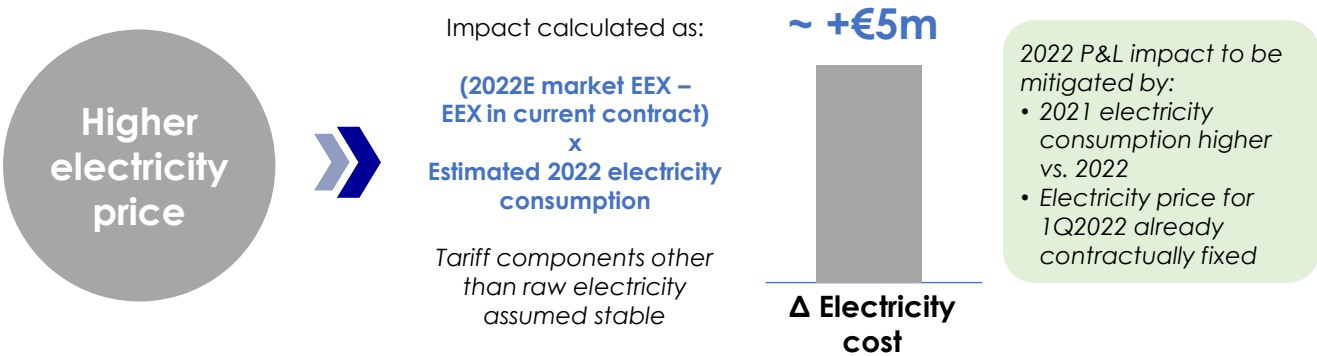 Higher
electricity
price
Impact calculated as:
(2022E market EEX –
EEX in current contract)
x
Estimated 2022 electricity
consumption
Tariff components other
than raw electricity
assumed stable
~ +€5m
Δ Electricity
cost
2022 P&L impact to be
mitigated by:
• 2021 electricity
consumption higher
vs. 2022
• Electricity price for
1Q2022 already
contractually fixed